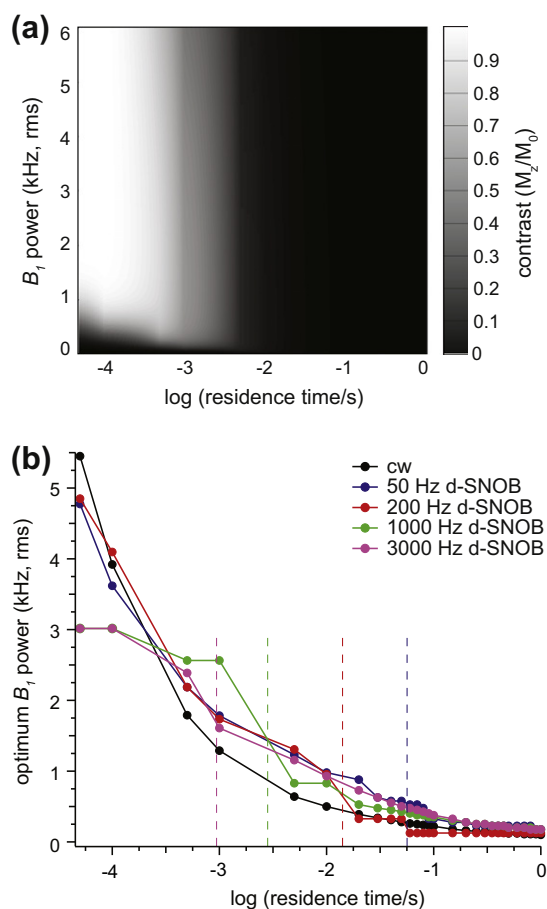 (a)
6
5
4
3
2
1
0
B1 power (kHz, rms)
-4
-3
-2
-1
0
log (residence time/s)
0.9
0.8
0.7
0.6
0.5
0.4
0.3
0.2
0.1
0
contrast (Mz/M0)
(b)
cw
50 Hz d-SNOB
200 Hz d-SNOB
1000 Hz d-SNOB
3000 Hz d-SNOB
5
4
3
2
1
0
optimum B1 power (kHz, rms)
-4
-3
-2
-1
0
log (residence time/s)